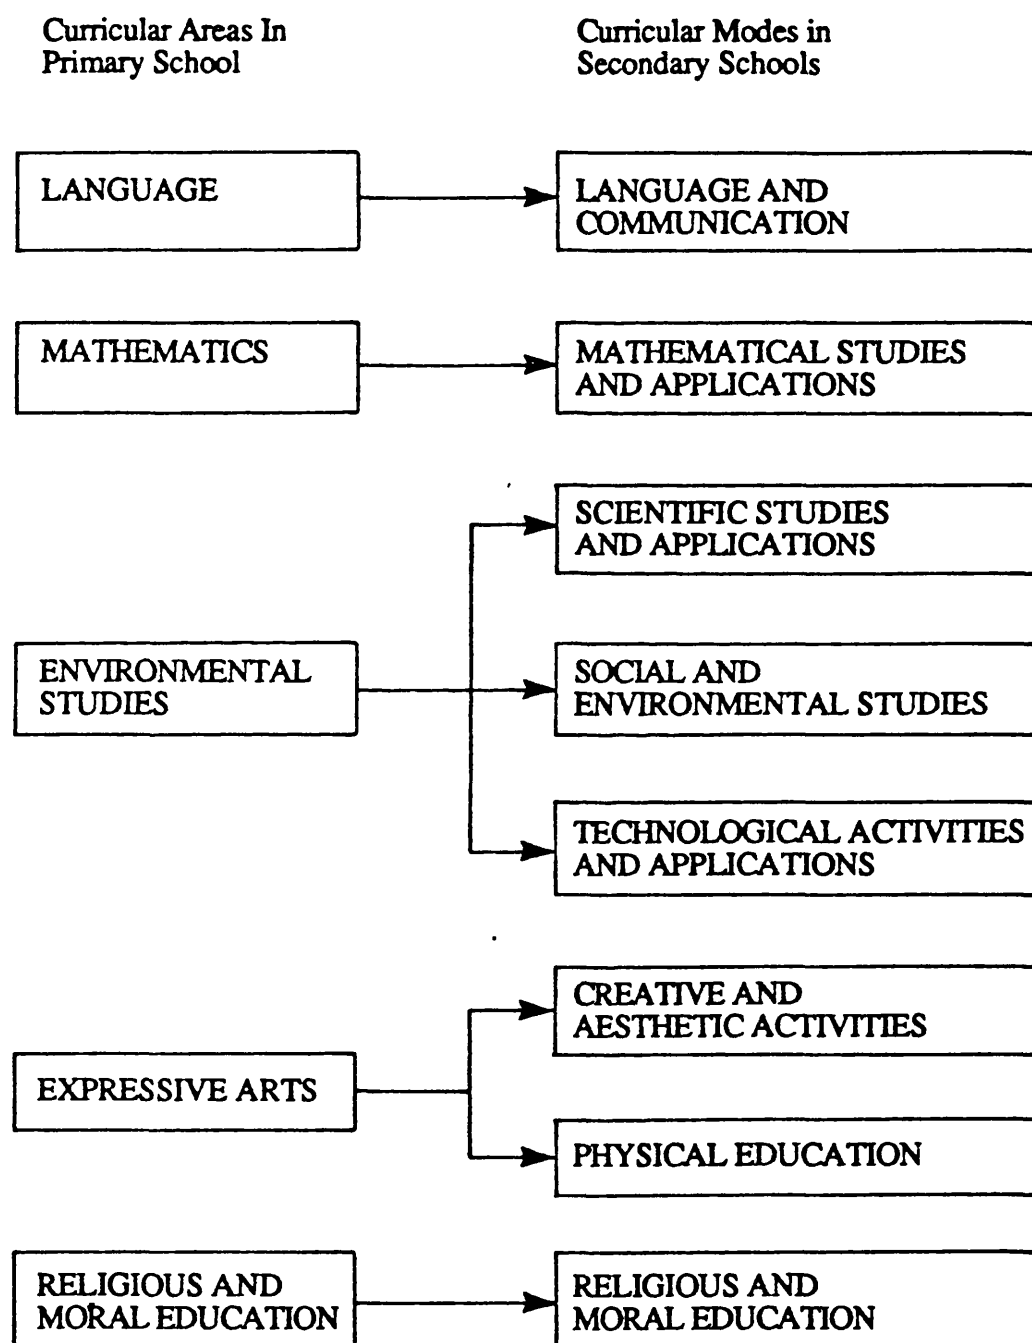 Curricular Areas In
Primary School
Curricular Modes in
Secondary Schools
LANGUAGE
LANGUAGE AND
COMMUNICATION
MATHEMATICS
MATHEMATICAL STUDIES
AND APPLICATIONS
SCIENTIFIC STUDIES
AND APPLICATIONS
ENVIRONMENTAL
STUDIES
SOCIAL AND
ENVIRONMENTAL STUDIES
TECHNOLOGICAL ACTIVITIES
AND APPLICATIONS
CREATIVE AND
AESTHETIC ACTIVITIES
EXPRESSIVE ARTS
PHYSICAL EDUCATION
RELIGIOUS AND
MORAL EDUCATION
RELIGIOUS AND
MORAL EDUCATION